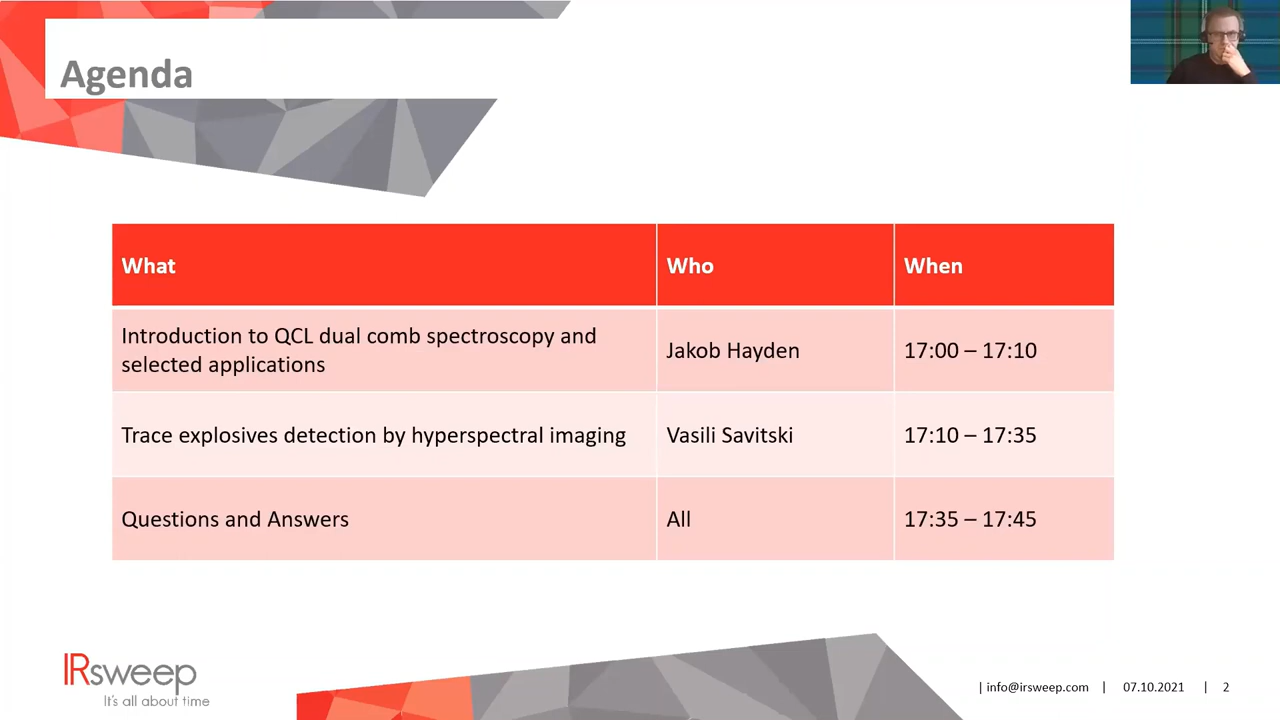 Agenda
What
Who
When
Introduction to QCL dual comb spectroscopy and
selected applications
Jakob Hayden
17:00 – 17:10
Trace explosives detection by hyperspectral imaging
Vasili Savitski
17:10 – 17:35
Questions and Answers
All
17:35 – 17:45
IRsweep
It's all about time
| info@irsweep.com | 07.10.2021 | 2